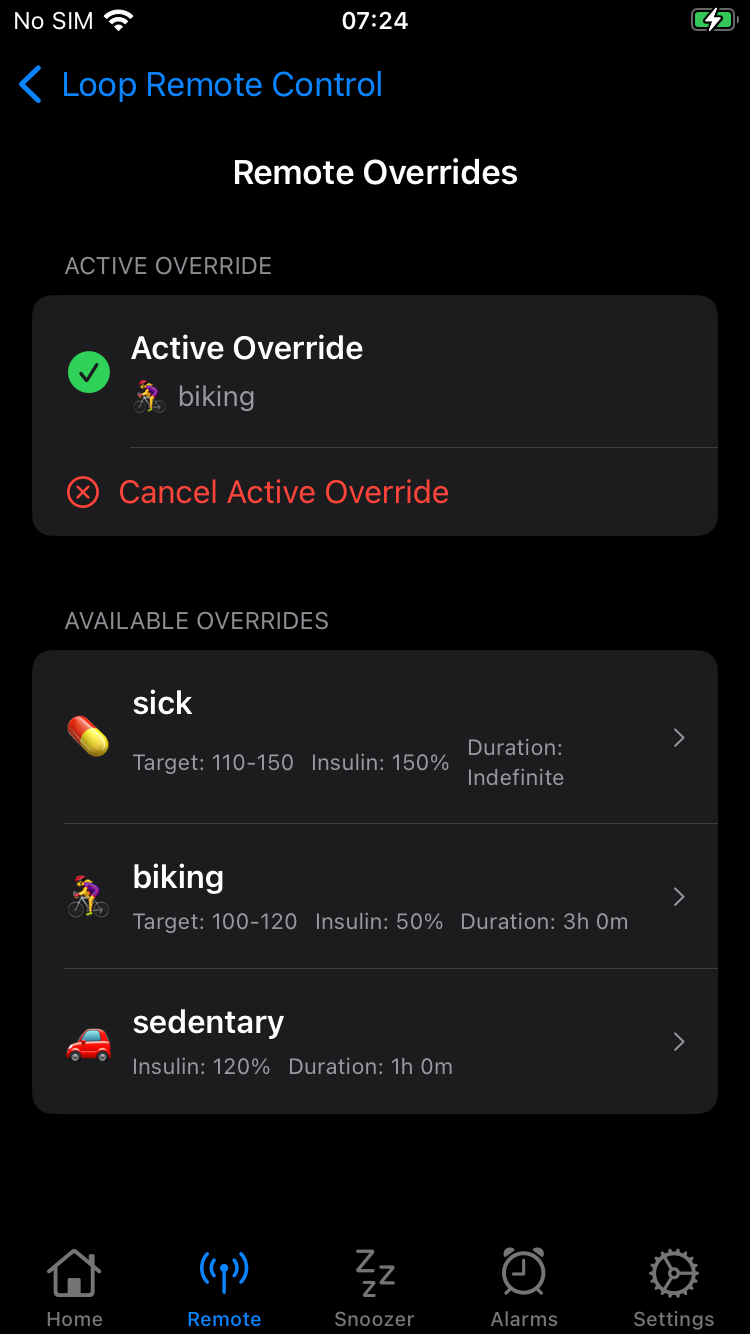 No SIM 07:24
Loop Remote Control
Remote Overrides
ACTIVE OVERRIDE
Active Override
biking
Cancel Active Override
AVAILABLE OVERRIDES
sick
Target: 110-150 Insulin: 150% Duration:
Indefinite
biking
Target: 100-120 Insulin: 50% Duration: 3h 0m
sedentary
Insulin: 120% Duration: 1h 0m
Home Remote Snoozer Alarms Settings